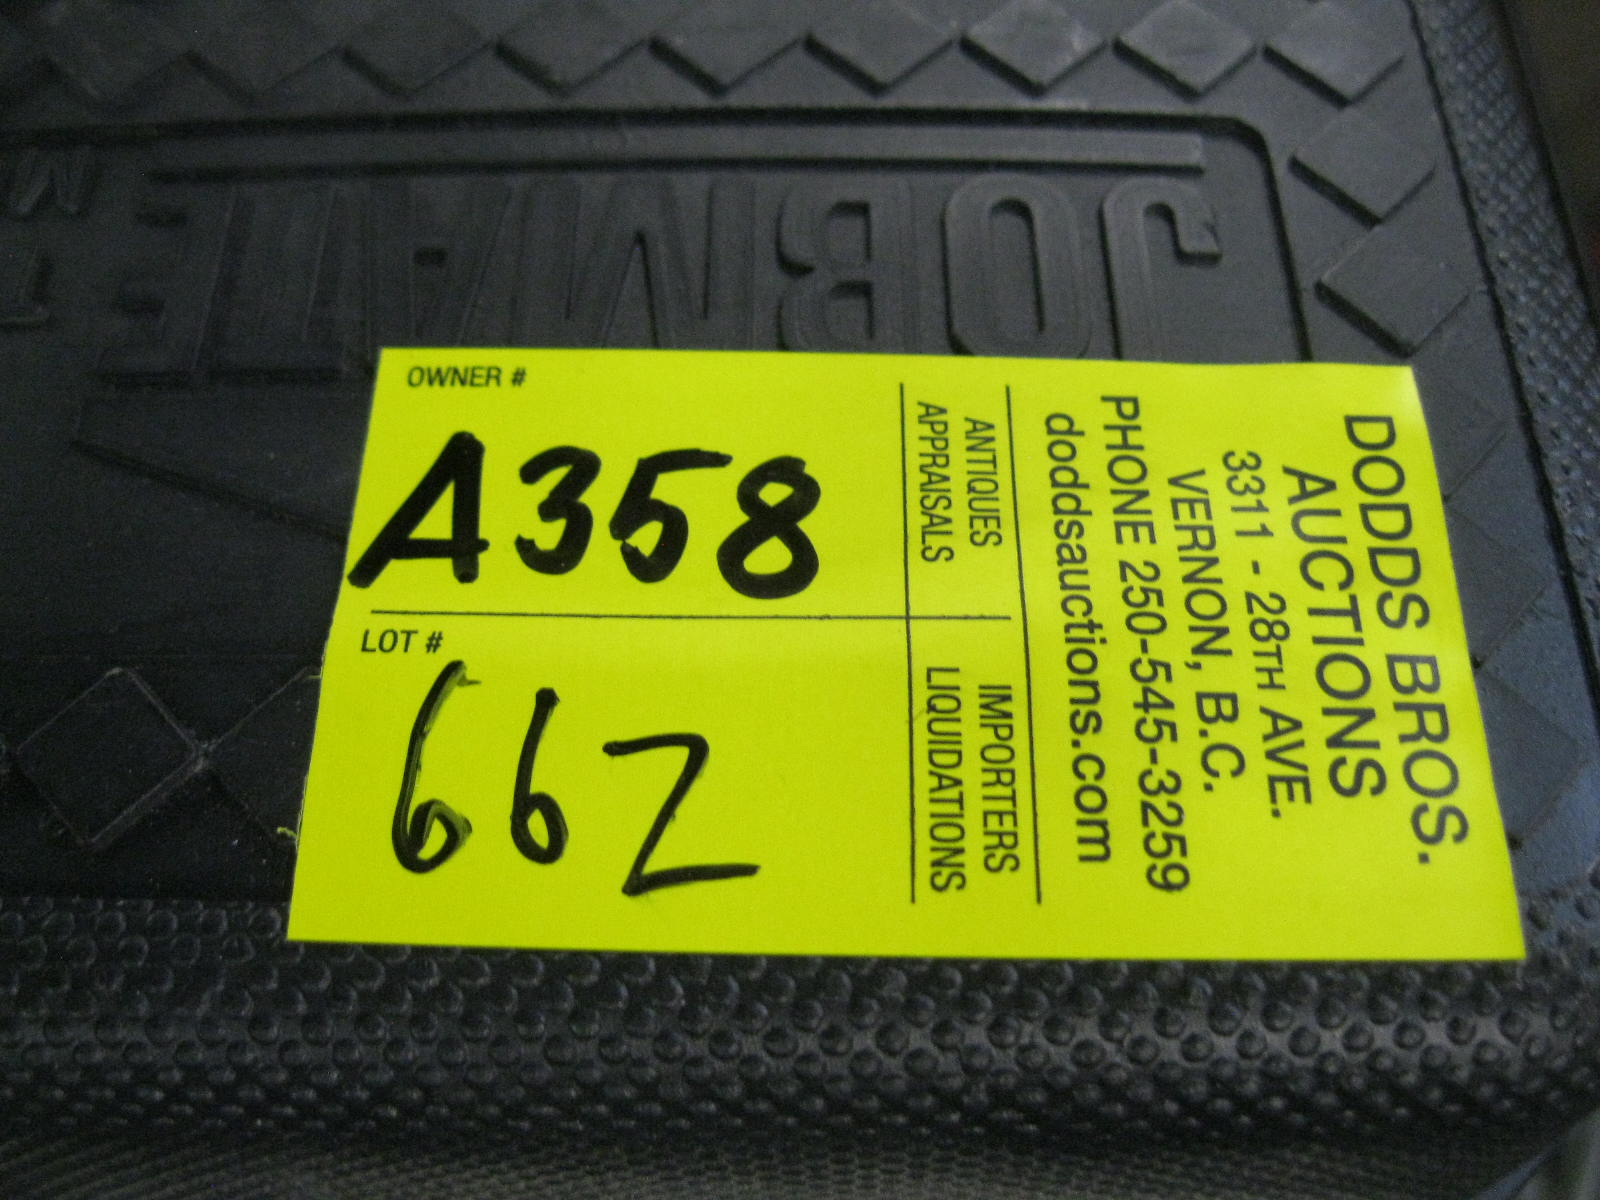 JOBMATE
OWNER #
A358
LOT #
662
ANTIQUES
APPRAISALS
IMPORTERS
LIQUIDATIONS
DODDS BROS.
AUCTIONS
3311 - 28TH AVE.
VERNON, B.C.
PHONE 250-545-3259
doddsauctions.com